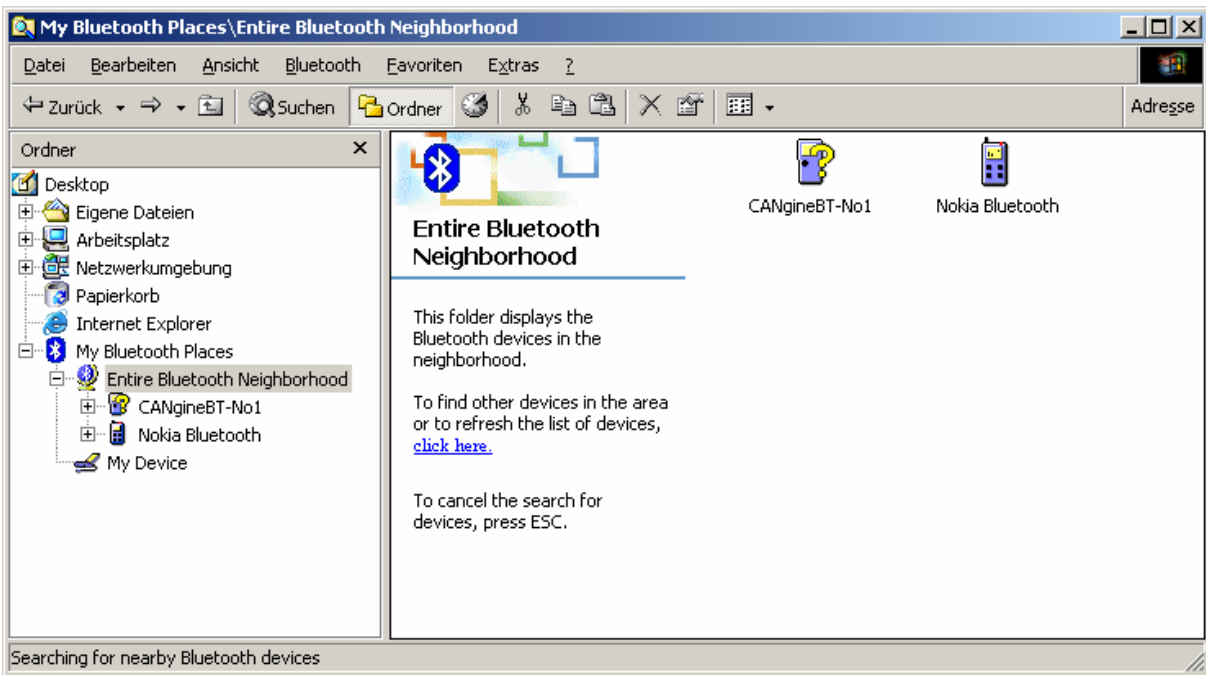 My Bluetooth Places\Entire Bluetooth Neighborhood
Datei Bearbeiten Ansicht Bluetooth Favoriten Extras ?
Zurück Suchen Ordner Adresse
Ordner
Desktop
Eigene Dateien
Arbeitsplatz
Netzwerkumgebung
Papierkorb
Internet Explorer
My Bluetooth Places
Entire Bluetooth Neighborhood
CANgineBT-No1
Nokia Bluetooth
My Device
Entire Bluetooth
Neighborhood
This folder displays the
Bluetooth devices in the
neighborhood.
To find other devices in the area
or to refresh the list of devices,
click here.
To cancel the search for
devices, press ESC.
CANgineBT-No1 Nokia Bluetooth
Searching for nearby Bluetooth devices